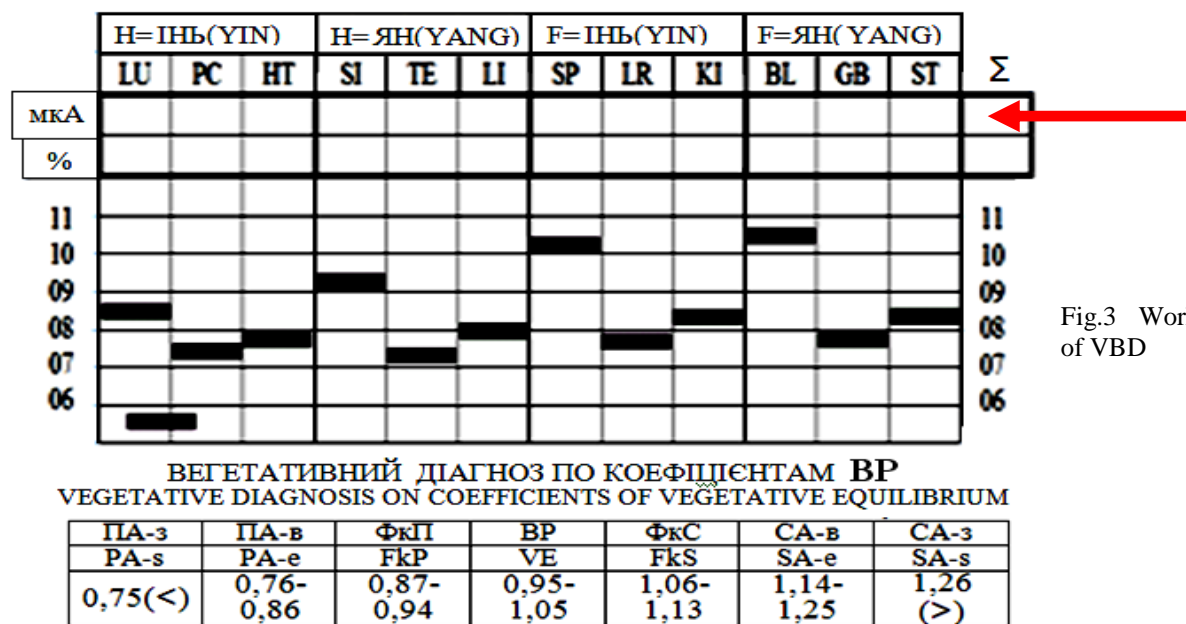 Н=ІНЬ(YIN) Н=ЯН(YANG) F=ІНЬ(YIN) F=ЯН( YANG)
LU PC HT SI TE LI SP LR KI BL GB ST Σ
мкА
%
11 11
10 10
09 09
08 08
07 07
06 06
Fig.3 Wor
of VBD
ВЕГЕТАТИВНИЙ ДІАГНОЗ ПО КОЕФІЦІЄНТАМ ВР
VEGETATIVE DIAGNOSIS ON COEFFICIENTS OF VEGETATIVE EQUILIBRIUM
ПА-з ПА-в ФкП ВР ФкС СА-в СА-з
PA-s PA-e FkP VE FkS SA-e SA-s
0,75(<) 0,76- 0,87- 0,95- 1,06- 1,14- 1,26
0,86 0,94 1,05 1,13 1,25 (>)